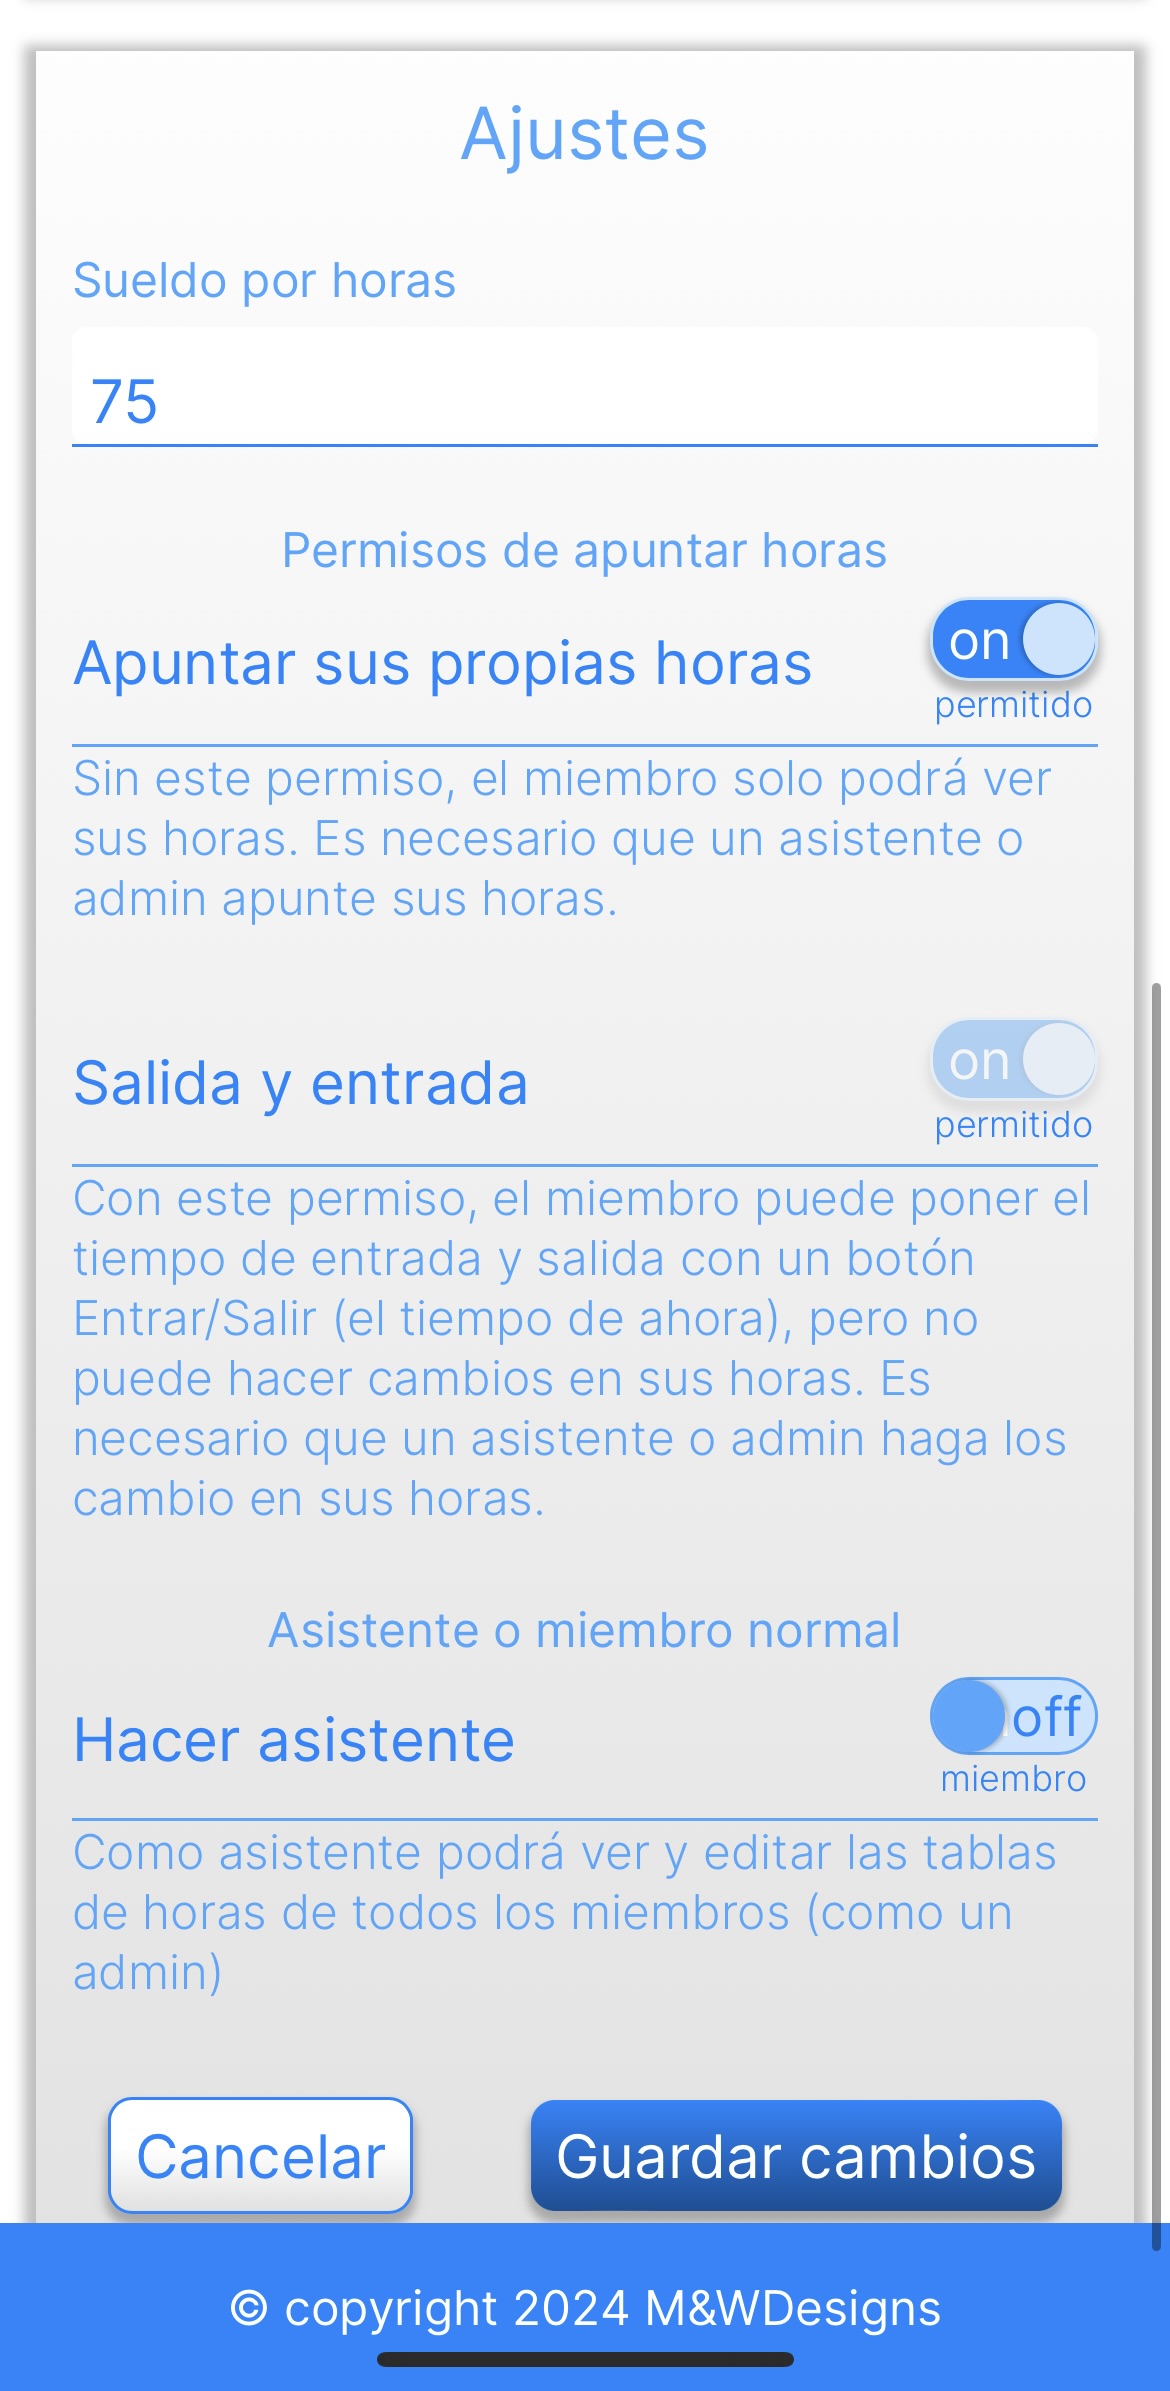 Ajustes
Sueldo por horas
75
Permisos de apuntar horas
Apuntar sus propias horas
on
permitido
Sin este permiso, el miembro solo podrá ver
sus horas. Es necesario que un asistente o
admin apunte sus horas.
Salida y entrada
on
permitido
Con este permiso, el miembro puede poner el
tiempo de entrada y salida con un botón
Entrar/Salir (el tiempo de ahora), pero no
puede hacer cambios en sus horas. Es
necesario que un asistente o admin haga los
cambio en sus horas.
Asistente o miembro normal
Hacer asistente
off
miembro
Como asistente podrá ver y editar las tablas
de horas de todos los miembros (como un
admin)
Cancelar
Guardar cambios
© copyright 2024 M&WDesigns